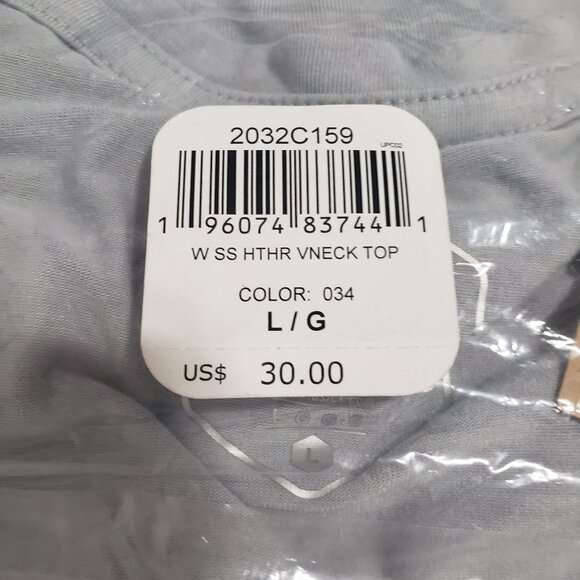 2032C159
UPC02
1 96074 83744 1
W SS HTHR VNECK TOP
COLOR: 034
L / G
US$ 30.00
L